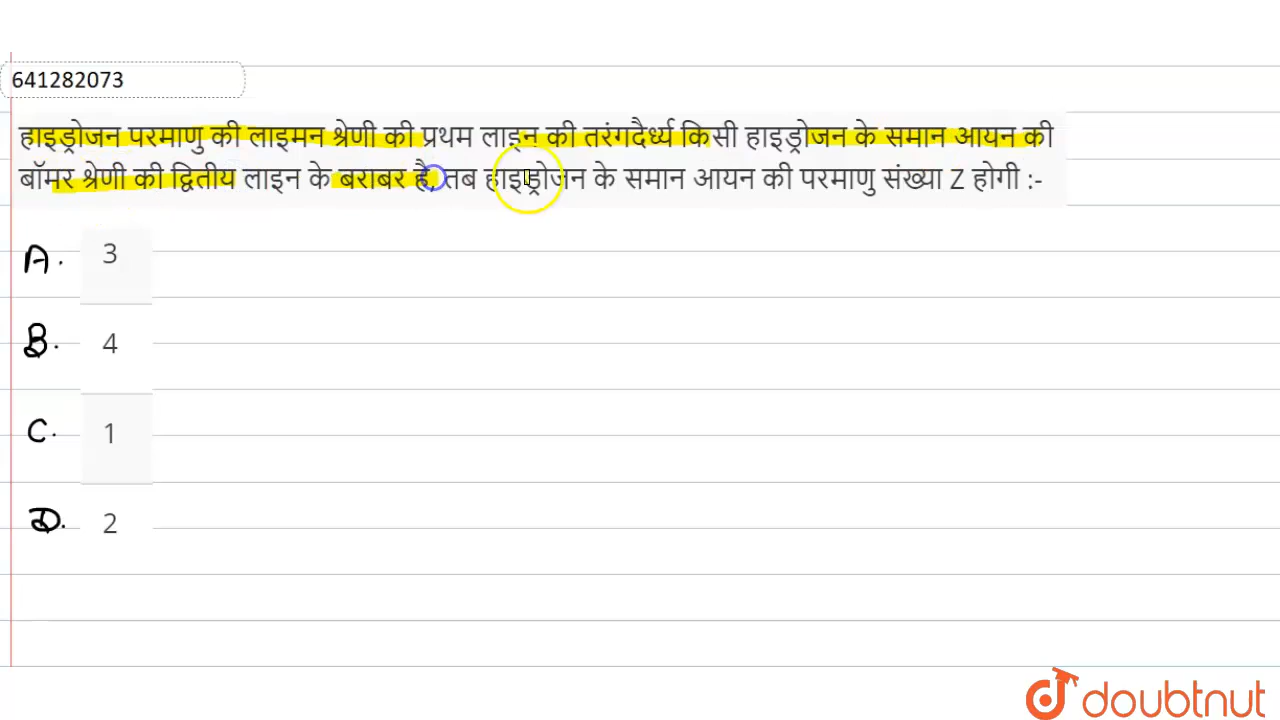 641282073
हाइड्रोजन परमाणु की लाइमन श्रेणी की प्रथम लाइन की तरंगदैर्ध्य किसी हाइड्रोजन के समान आयन की
बॉमर श्रेणी की द्वितीय लाइन के बराबर है, तब हाइड्रोजन के समान आयन की परमाणु संख्या Z होगी :-
A. 3
B. 4
C. 1
D. 2
doubtnut